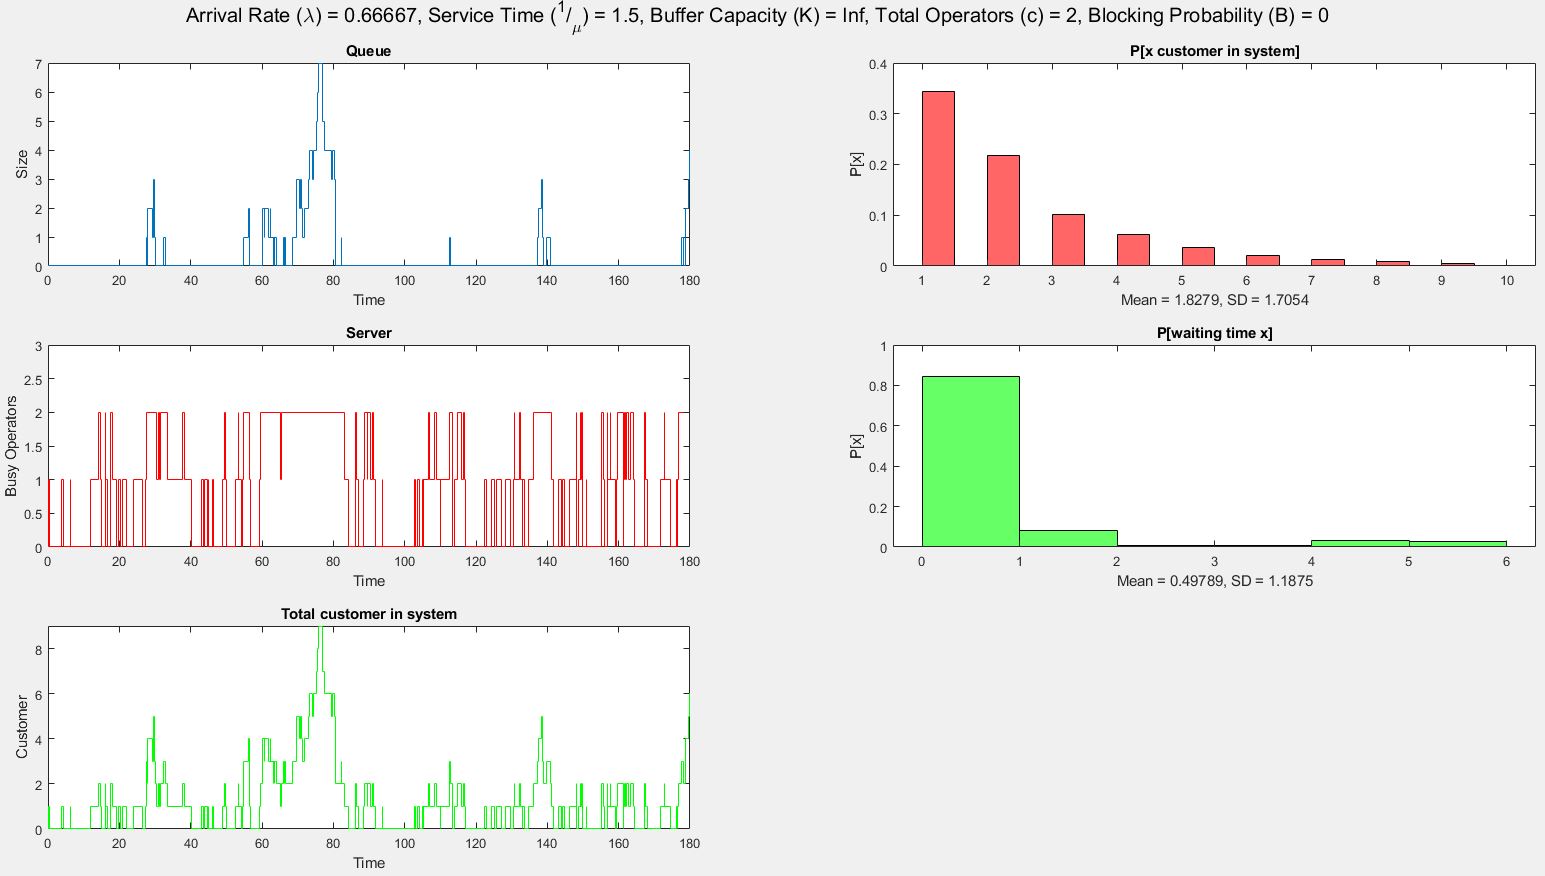 Arrival Rate (λ) = 0.66667, Service Time (1/μ) = 1.5, Buffer Capacity (K) = Inf, Total Operators (c) = 2, Blocking Probability (B) = 0
Queue
7
6
5
4
3
2
1
0
Size
0 20 40 60 80 100 120 140 160 180
Time
P[x customer in system]
0.4
0.3
0.2
0.1
0
P[x]
1 2 3 4 5 6 7 8 9 10
Mean = 1.8279, SD = 1.7054
Server
3
2.5
2
1.5
1
0.5
0
Busy Operators
0 20 40 60 80 100 120 140 160 180
Time
P[waiting time x]
1
0.8
0.6
0.4
0.2
0
P[x]
0 1 2 3 4 5 6
Mean = 0.49789, SD = 1.1875
Total customer in system
8
6
4
2
0
Customer
0 20 40 60 80 100 120 140 160 180
Time